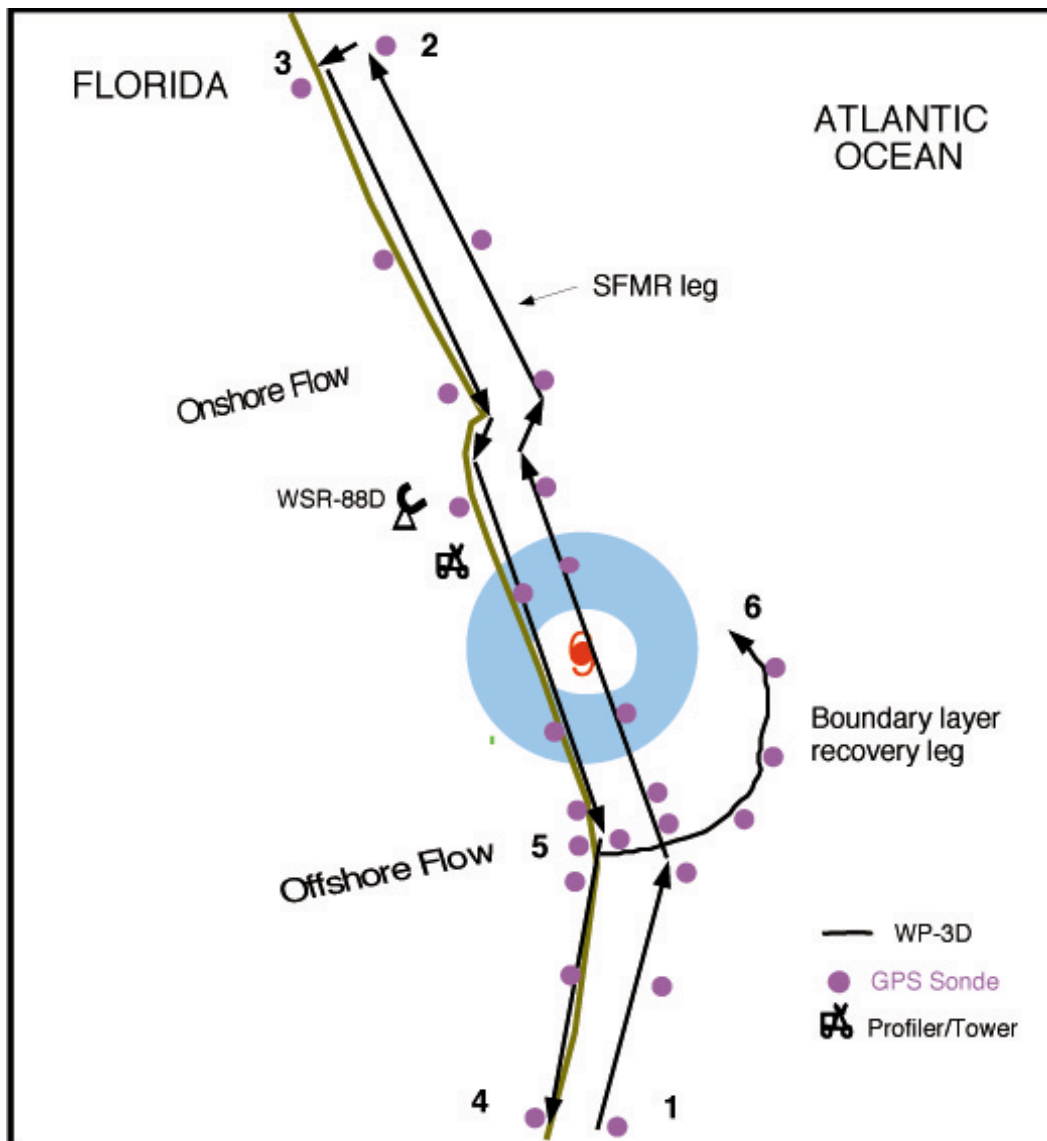 3
2
FLORIDA
ATLANTIC
OCEAN
SFMR leg
Onshore Flow
WSR-88D
6
Boundary layer
recovery leg
5
Offshore Flow
WP-3D
GPS Sonde
Profiler/Tower
4
1